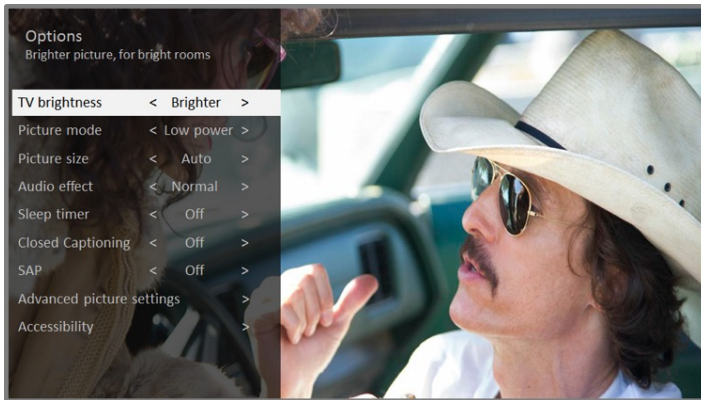 Options
Brighter picture, for bright rooms
TV brightness < Brighter >
Picture mode < Low power >
Picture size < Auto >
Audio effect < Normal >
Sleep timer < Off >
Closed Captioning < Off >
SAP < Off >
Advanced picture settings >
Accessibility >